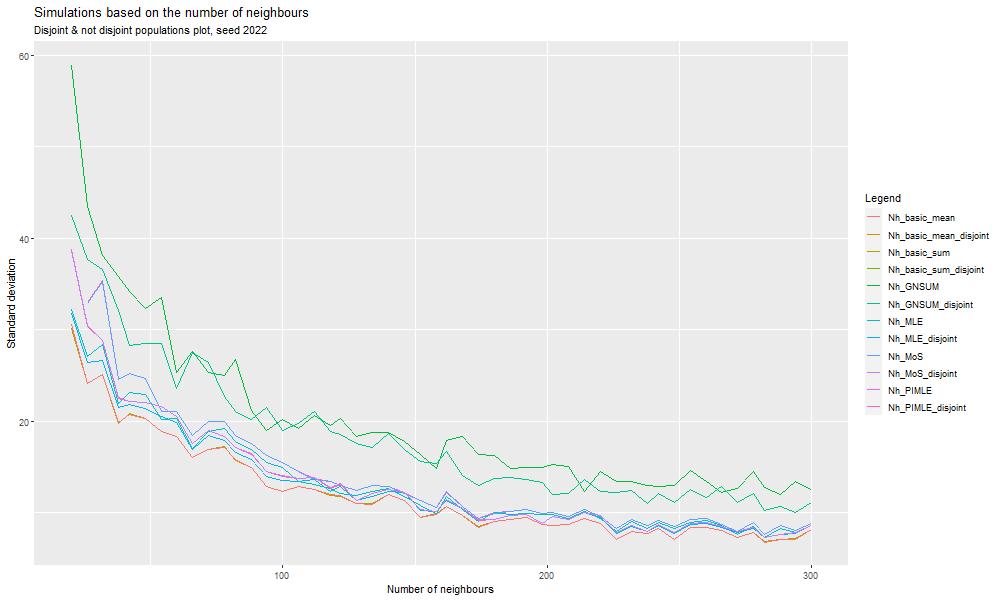 Simulations based on the number of neighbours
Disjoint & not disjoint populations plot, seed 2022
60
40
20
Standard deviation
100
200
300
Number of neighbours
Legend
Nh_basic_mean
Nh_basic_mean_disjoint
Nh_basic_sum
Nh_basic_sum_disjoint
Nh_GNSUM
Nh_GNSUM_disjoint
Nh_MLE
Nh_MLE_disjoint
Nh_MoS
Nh_MoS_disjoint
Nh_PIMLE
Nh_PIMLE_disjoint